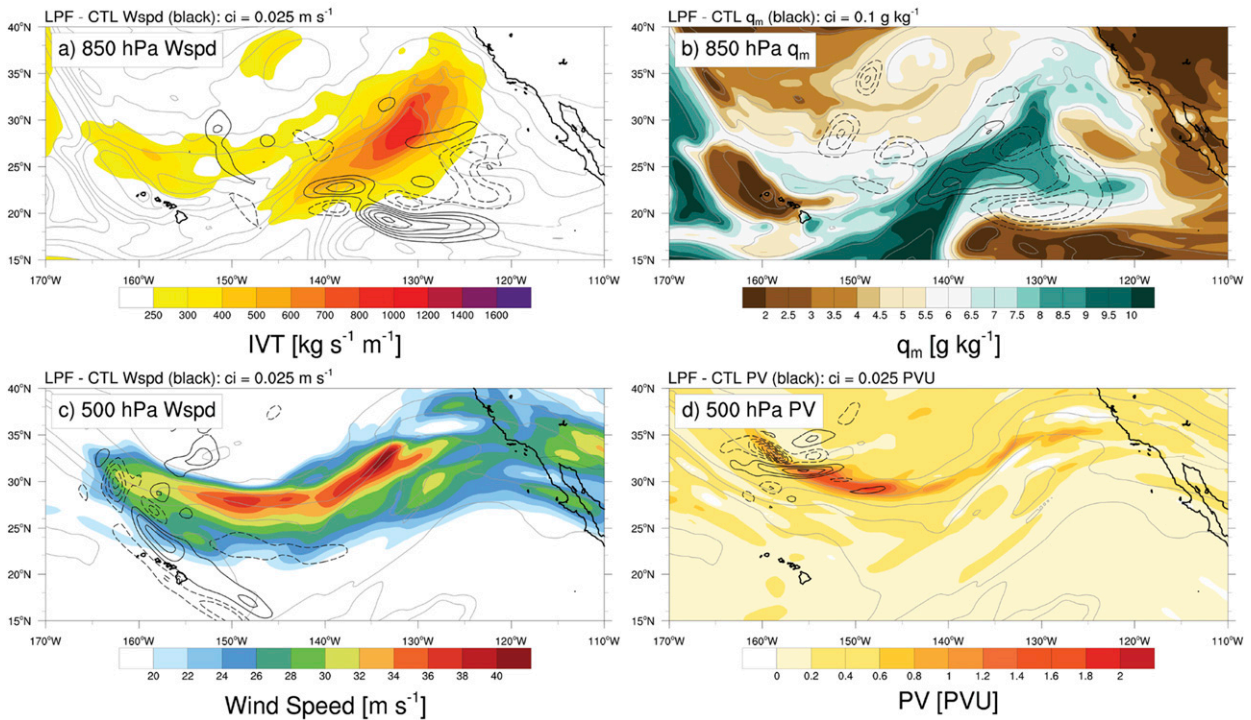 LPF - CTL Wspd (black): ci = 0.025 m s⁻¹
a) 850 hPa Wspd
40°N
35°N
30°N
25°N
20°N
15°N
170°W 160°W 150°W 140°W 130°W 120°W 110°W
250 300 400 500 600 700 800 1000 1200 1400 1600
IVT [kg s⁻¹ m⁻¹]
LPF - CTL qₘ (black): ci = 0.1 g kg⁻¹
b) 850 hPa qₘ
40°N
35°N
30°N
25°N
20°N
15°N
170°W 160°W 150°W 140°W 130°W 120°W 110°W
2 2.5 3 3.5 4 4.5 5 5.5 6 6.5 7 7.5 8 8.5 9 9.5 10
qₘ [g kg⁻¹]
LPF - CTL Wspd (black): ci = 0.025 m s⁻¹
c) 500 hPa Wspd
40°N
35°N
30°N
25°N
20°N
15°N
170°W 160°W 150°W 140°W 130°W 120°W 110°W
20 22 24 26 28 30 32 34 36 38 40
Wind Speed [m s⁻¹]
LPF - CTL PV (black): ci = 0.025 PVU
d) 500 hPa PV
40°N
35°N
30°N
25°N
20°N
15°N
170°W 160°W 150°W 140°W 130°W 120°W 110°W
0 0.2 0.4 0.6 0.8 1 1.2 1.4 1.6 1.8 2
PV [PVU]